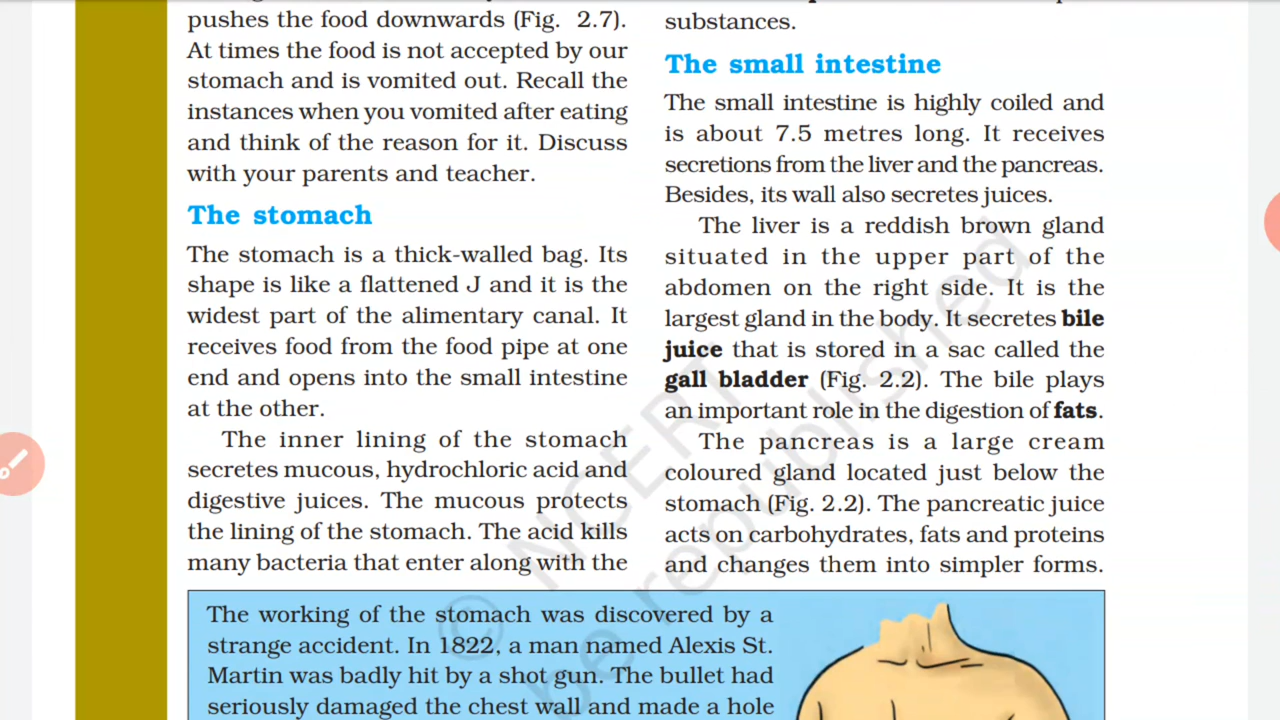 pushes the food downwards (Fig. 2.7).
At times the food is not accepted by our
stomach and is vomited out. Recall the
instances when you vomited after eating
and think of the reason for it. Discuss
with your parents and teacher.
The stomach
The stomach is a thick-walled bag. Its
shape is like a flattened J and it is the
widest part of the alimentary canal. It
receives food from the food pipe at one
end and opens into the small intestine
at the other.
The inner lining of the stomach
secretes mucous, hydrochloric acid and
digestive juices. The mucous protects
the lining of the stomach. The acid kills
many bacteria that enter along with the
substances.
The small intestine
The small intestine is highly coiled and
is about 7.5 metres long. It receives
secretions from the liver and the pancreas.
Besides, its wall also secretes juices.
The liver is a reddish brown gland
situated in the upper part of the
abdomen on the right side. It is the
largest gland in the body. It secretes bile
juice that is stored in a sac called the
gall bladder (Fig. 2.2). The bile plays
an important role in the digestion of fats.
The pancreas is a large cream
coloured gland located just below the
stomach (Fig. 2.2). The pancreatic juice
acts on carbohydrates, fats and proteins
and changes them into simpler forms.
The working of the stomach was discovered by a
strange accident. In 1822, a man named Alexis St.
Martin was badly hit by a shot gun. The bullet had
seriously damaged the chest wall and made a hole
© NCERT
be republished